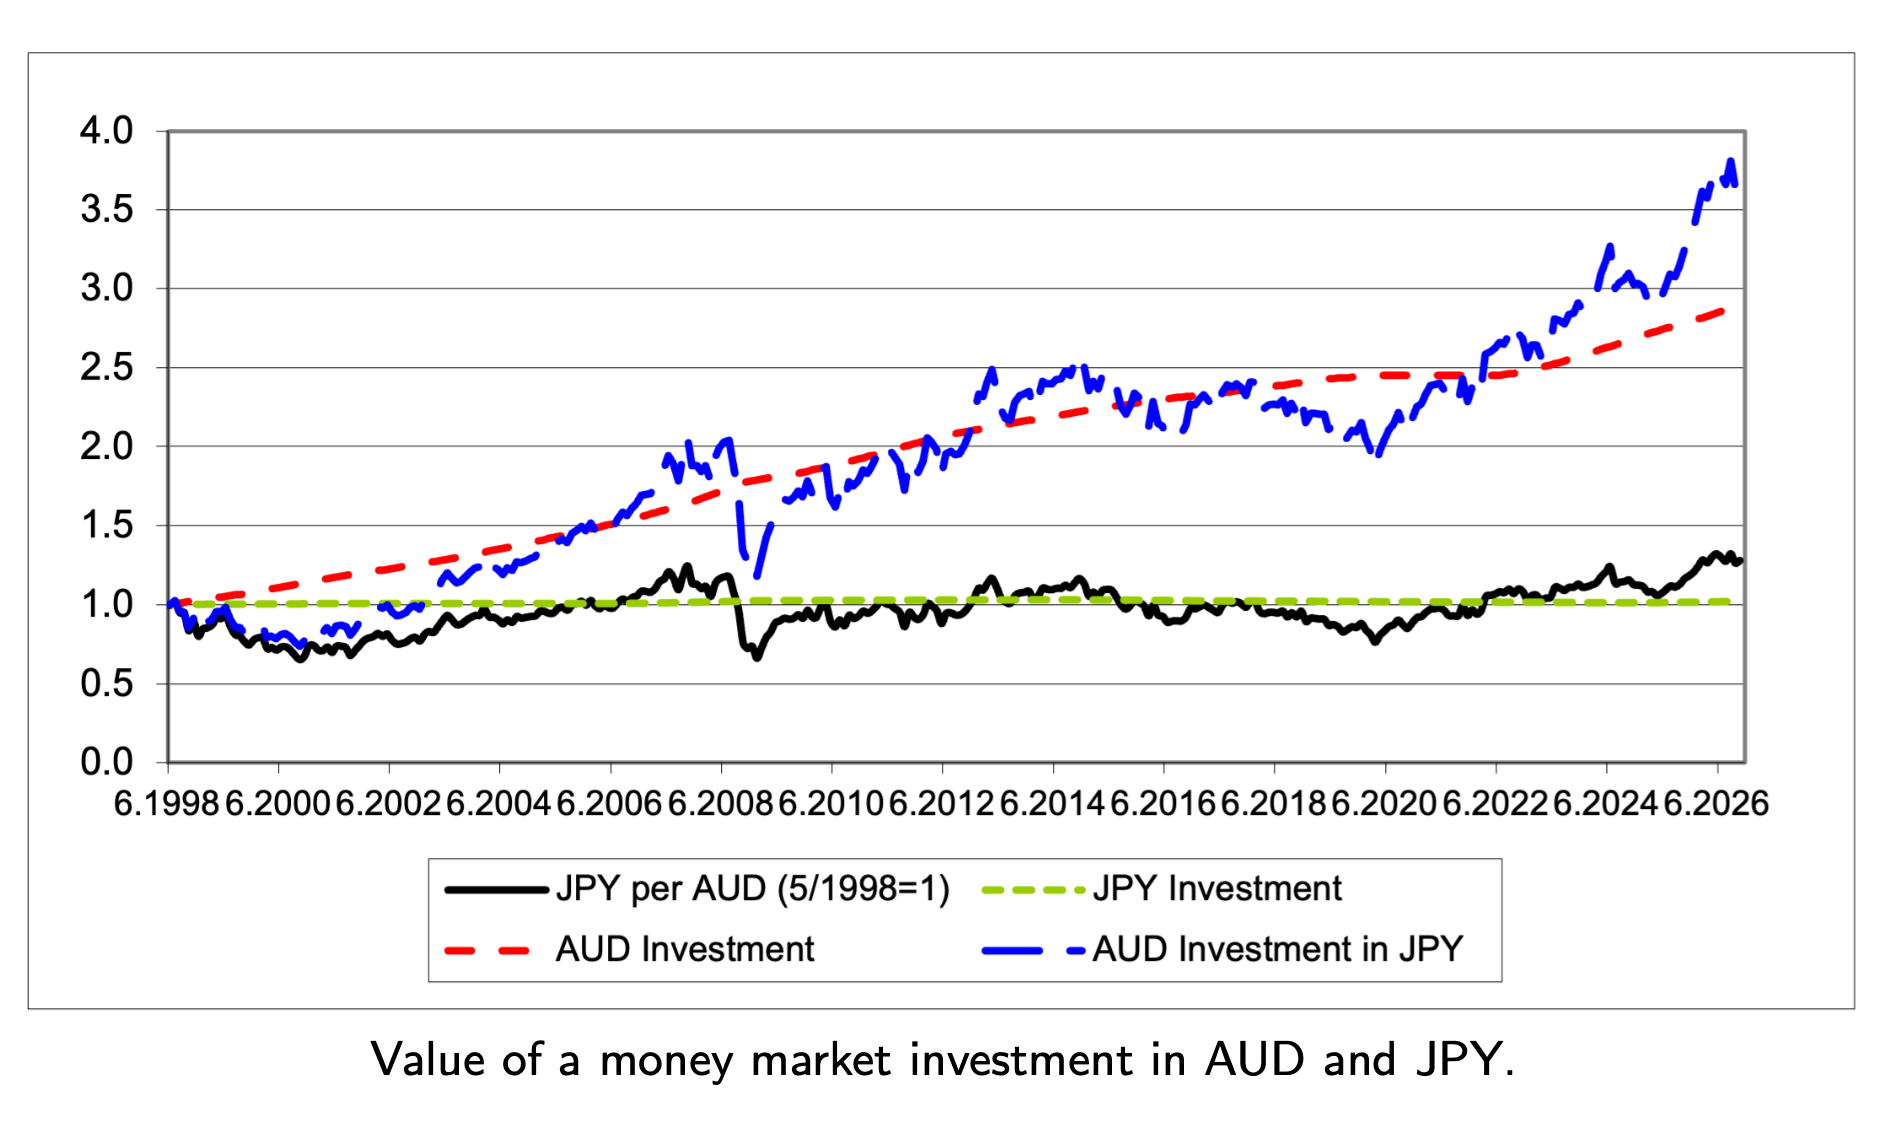 4.0
3.5
3.0
2.5
2.0
1.5
1.0
0.5
0.0
6.1998 6.2000 6.2002 6.2004 6.2006 6.2008 6.2010 6.2012 6.2014 6.2016 6.2018 6.2020 6.2022 6.2024 6.2026
JPY per AUD (5/1998=1) JPY Investment
AUD Investment AUD Investment in JPY
Value of a money market investment in AUD and JPY.